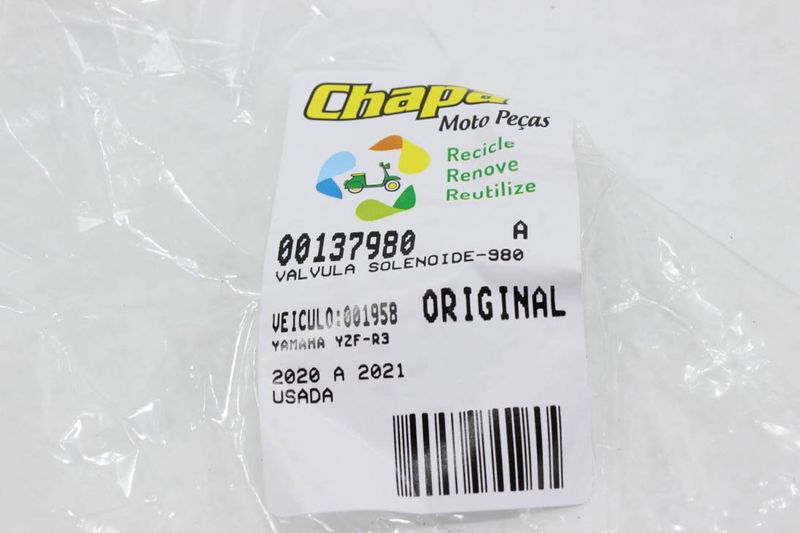 Chapa
Moto Peças
Recicle
Renove
Reutilize
00137980 A
VALVULA SOLENOIDE-980
VEICULO:001958 ORIGINAL
YAMAHA YZF-R3
2020 A 2021
USADA